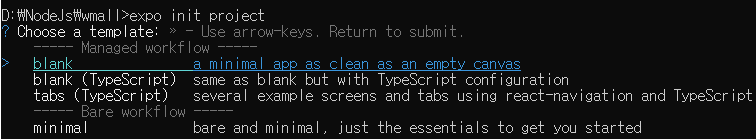 D:₩NodeJs₩wmall>expo init project
? Choose a template: » - Use arrow-keys. Return to submit.
----- Managed workflow -----
> blank a minimal app as clean as an empty canvas
blank (TypeScript) same as blank but with TypeScript configuration
tabs (TypeScript) several example screens and tabs using react-navigation and TypeScript
----- Bare workflow -----
minimal bare and minimal, just the essentials to get you started